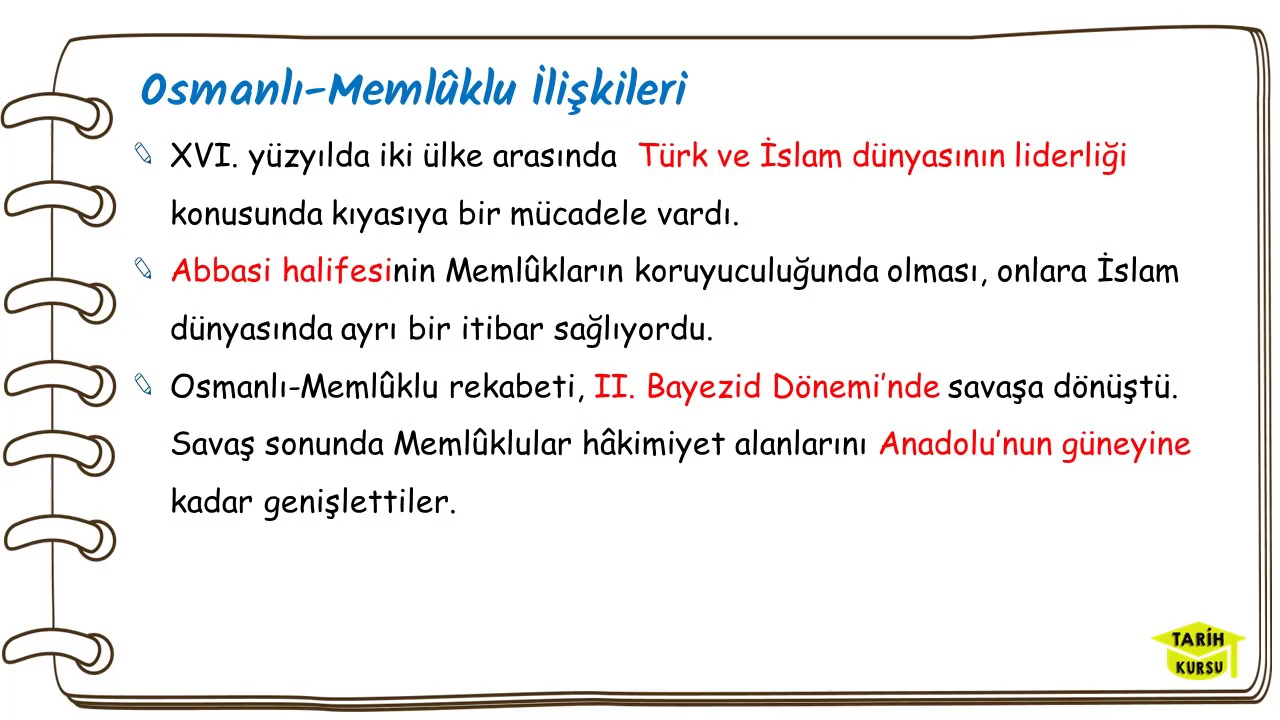 Osmanlı-Memlûklu İlişkileri
XVI. yüzyılda iki ülke arasında Türk ve İslam dünyasının liderliği
konusunda kıyasıya bir mücadele vardı.
Abbasi halifesinin Memlûkların koruyuculuğunda olması, onlara İslam
dünyasında ayrı bir itibar sağlıyordu.
Osmanlı-Memlûklu rekabeti, II. Bayezid Dönemi’nde savaşa dönüştü.
Savaş sonunda Memlûklular hâkimiyet alanlarını Anadolu’nun güneyine
kadar genişlettiler.
TARİH
KURSU